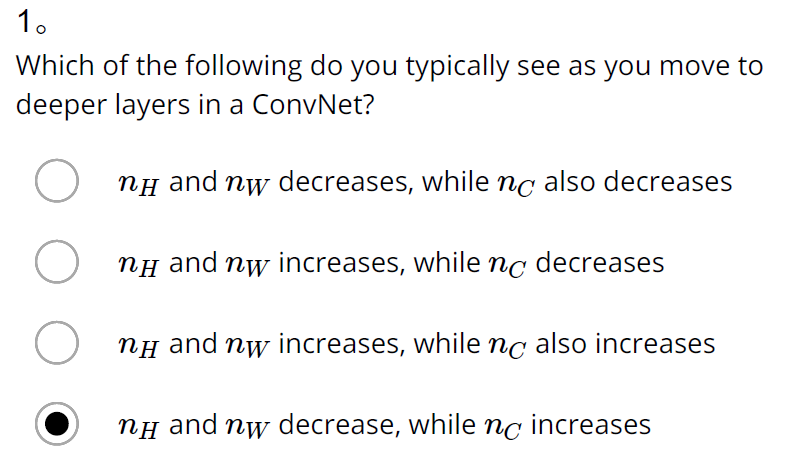 1。
Which of the following do you typically see as you move to
deeper layers in a ConvNet?
n_H and n_W decreases, while n_C also decreases
n_H and n_W increases, while n_C decreases
n_H and n_W increases, while n_C also increases
n_H and n_W decrease, while n_C increases